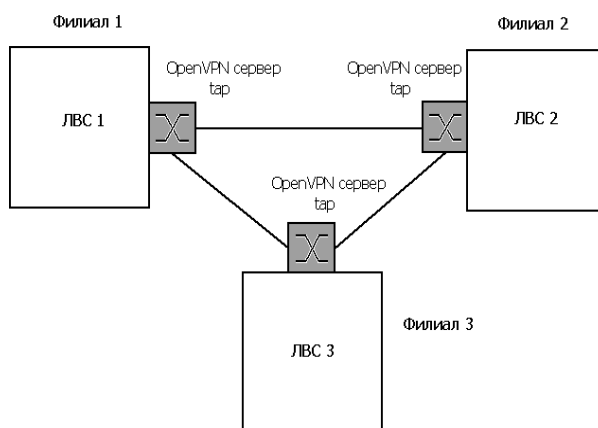 Филиал 1
Филиал 2
OpenVPN сервер
tap
OpenVPN сервер
tap
ЛВС 1
ЛВС 2
OpenVPN сервер
tap
Филиал 3
ЛВС 3